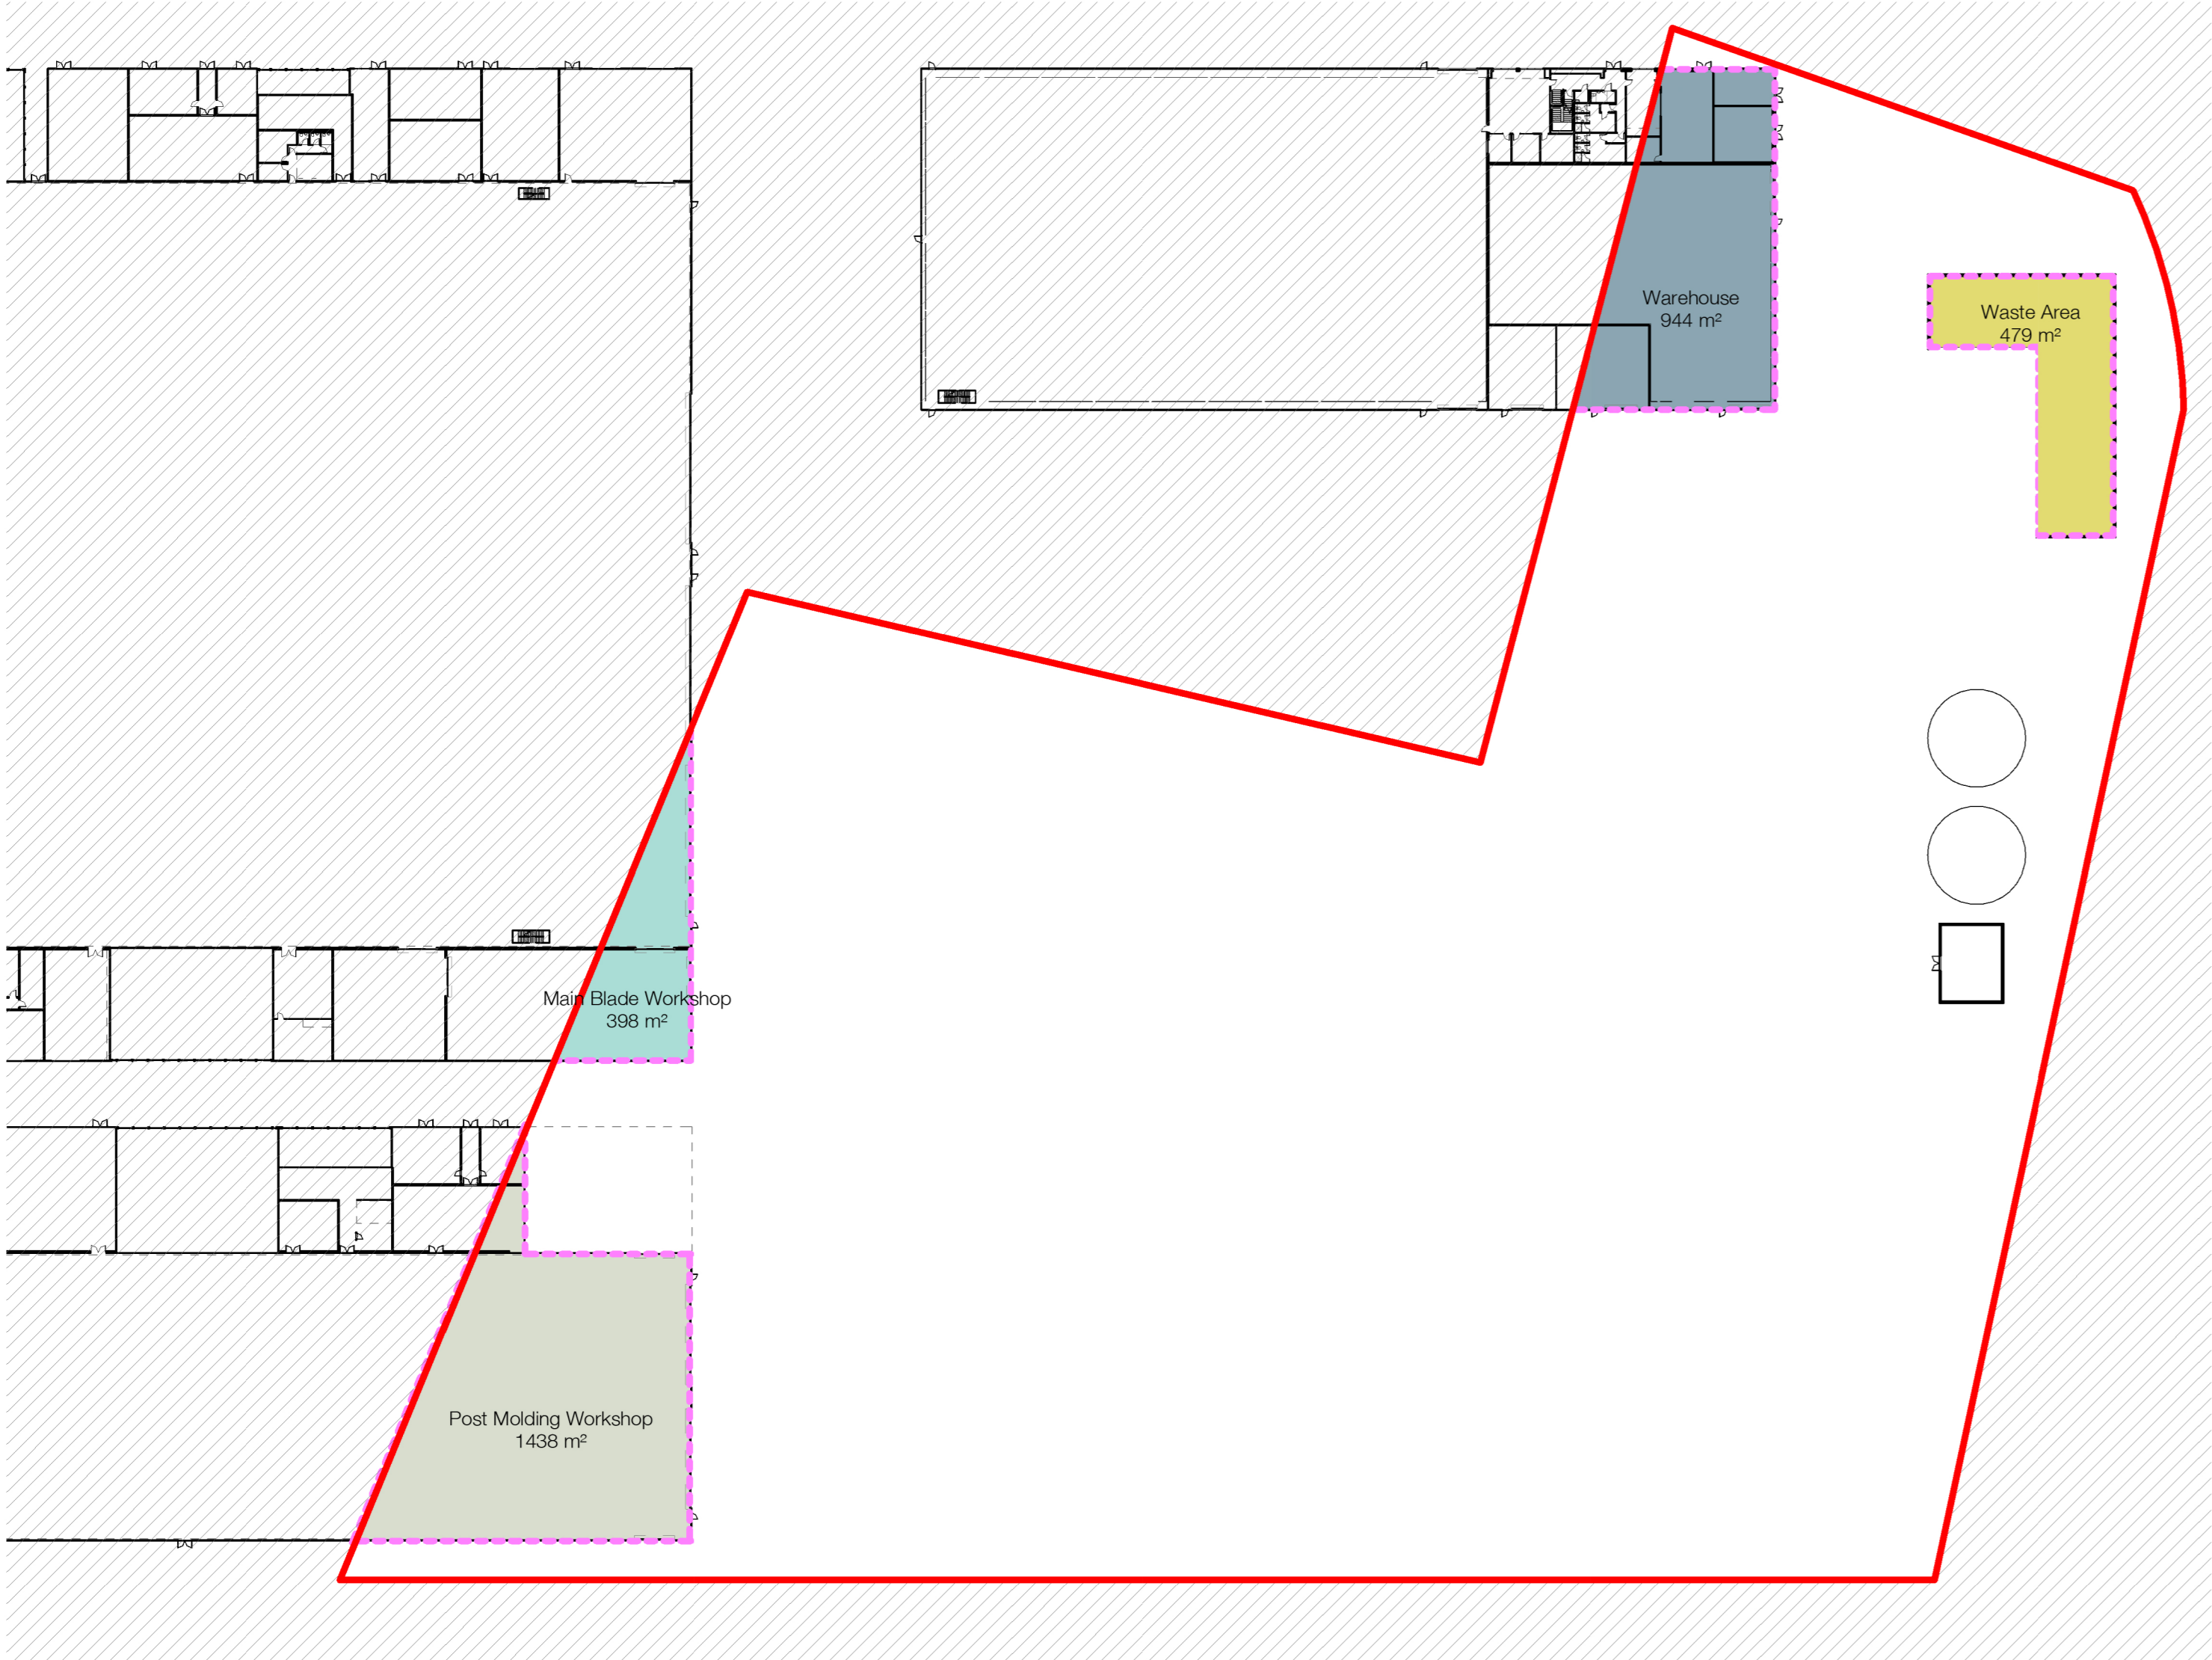 Warehouse
944 m²
Waste Area
479 m²
Main Blade Workshop
398 m²
Post Molding Workshop
1438 m²